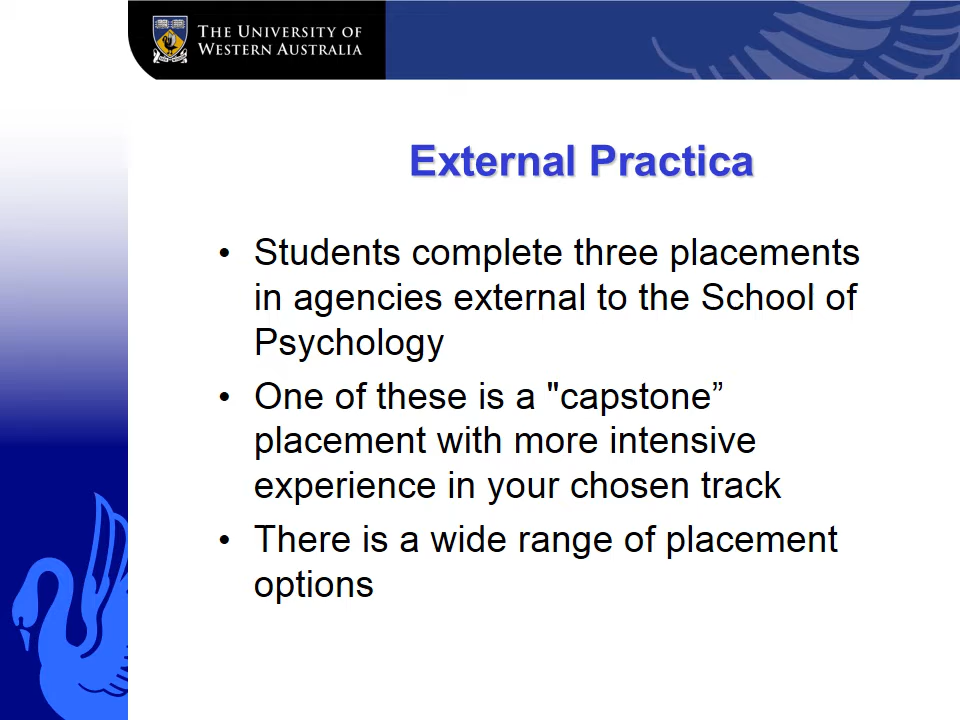 THE UNIVERSITY OF
WESTERN AUSTRALIA
External Practica
• Students complete three placements
in agencies external to the School of
Psychology
• One of these is a "capstone”
placement with more intensive
experience in your chosen track
• There is a wide range of placement
options